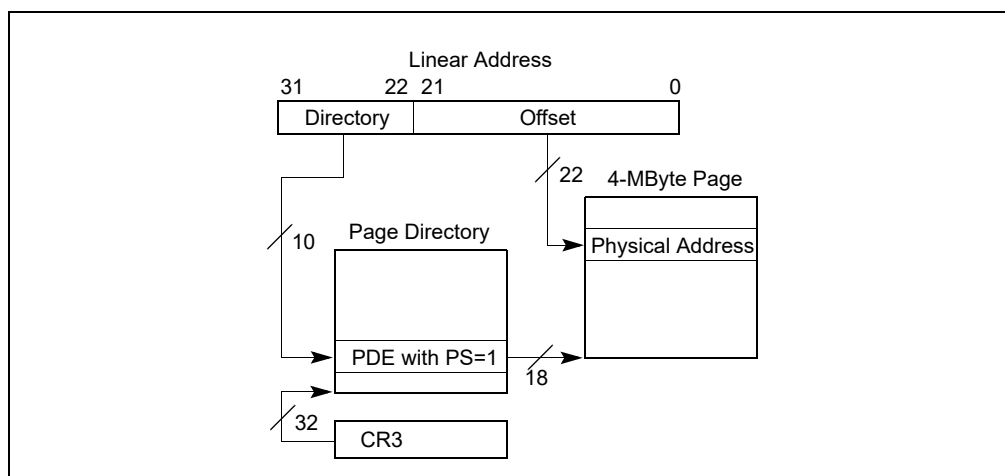 Linear Address
31 22 21 0
Directory Offset
22
4-MByte Page
10
Page Directory
Physical Address
PDE with PS=1
18
32
CR3